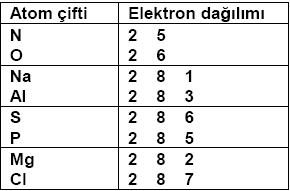 Atom çifti Elektron dağılımı
N 2 5
O 2 6
Na 2 8 1
Al 2 8 3
S 2 8 6
P 2 8 5
Mg 2 8 2
Cl 2 8 7